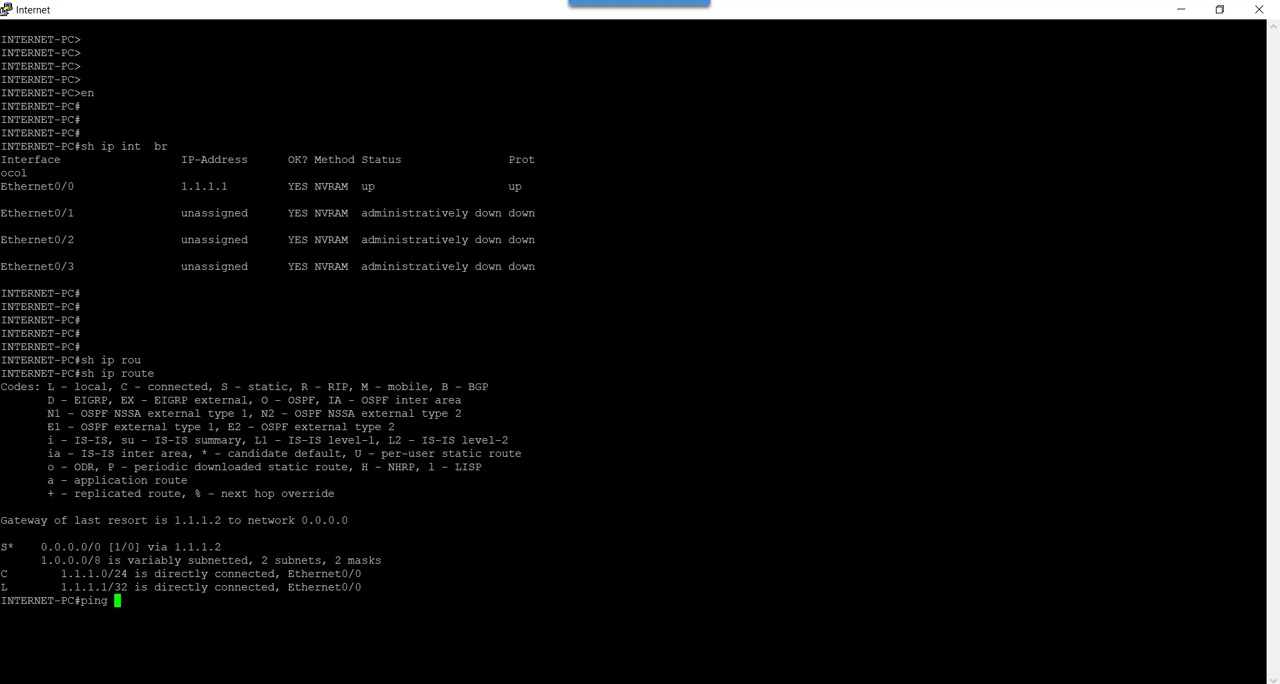 Internet
INTERNET-PC>
INTERNET-PC>
INTERNET-PC>
INTERNET-PC>
INTERNET-PC>en
INTERNET-PC#
INTERNET-PC#
INTERNET-PC#
INTERNET-PC#sh ip int  br
Interface                  IP-Address      OK? Method Status                Prot
ocol
Ethernet0/0                1.1.1.1         YES NVRAM  up                    up
Ethernet0/1                unassigned      YES NVRAM  administratively down down
Ethernet0/2                unassigned      YES NVRAM  administratively down down
Ethernet0/3                unassigned      YES NVRAM  administratively down down
INTERNET-PC#
INTERNET-PC#
INTERNET-PC#
INTERNET-PC#
INTERNET-PC#
INTERNET-PC#sh ip rou
INTERNET-PC#sh ip route
Codes: L - local, C - connected, S - static, R - RIP, M - mobile, B - BGP
       D - EIGRP, EX - EIGRP external, O - OSPF, IA - OSPF inter area
       N1 - OSPF NSSA external type 1, N2 - OSPF NSSA external type 2
       E1 - OSPF external type 1, E2 - OSPF external type 2
       i - IS-IS, su - IS-IS summary, L1 - IS-IS level-1, L2 - IS-IS level-2
       ia - IS-IS inter area, * - candidate default, U - per-user static route
       o - ODR, P - periodic downloaded static route, H - NHRP, l - LISP
       a - application route
       + - replicated route, % - next hop override
Gateway of last resort is 1.1.1.2 to network 0.0.0.0
S*    0.0.0.0/0 [1/0] via 1.1.1.2
      1.0.0.0/8 is variably subnetted, 2 subnets, 2 masks
C        1.1.1.0/24 is directly connected, Ethernet0/0
L        1.1.1.1/32 is directly connected, Ethernet0/0
INTERNET-PC#ping